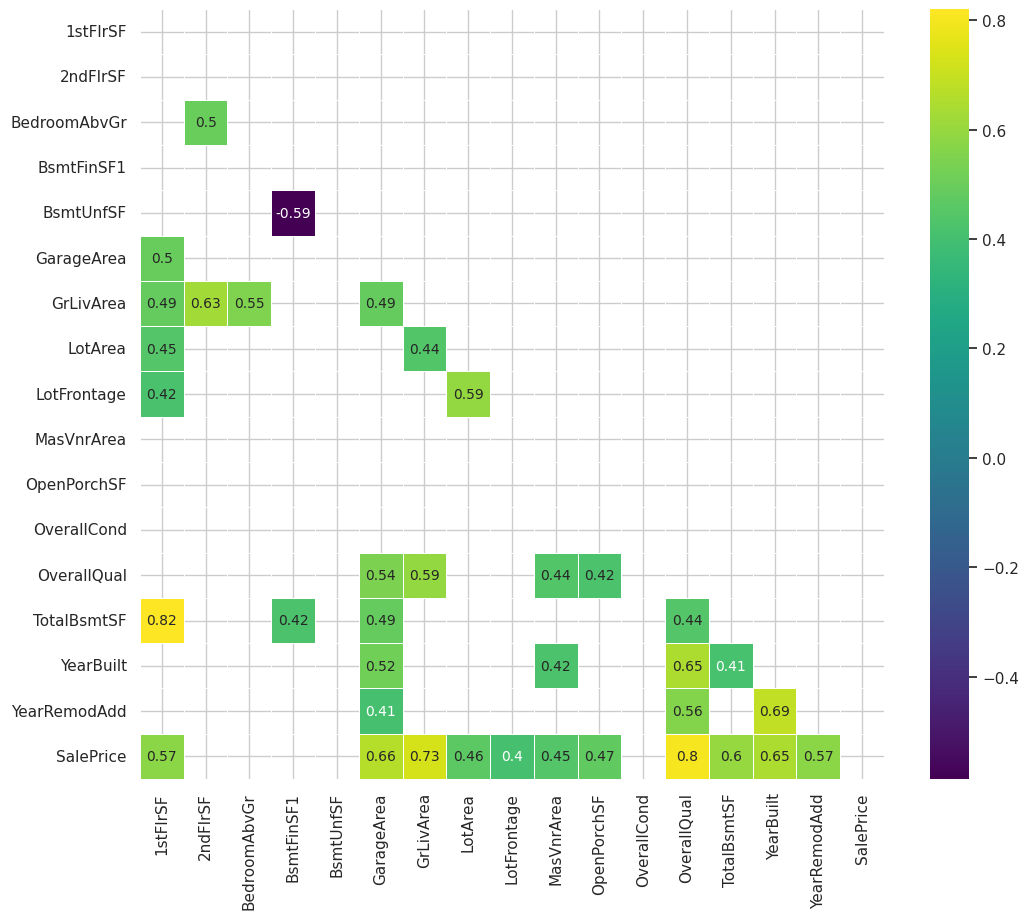 1stFlrSF
0.8
2ndFlrSF
BedroomAbvGr 0.5
0.6
BsmtFinSF1
BsmtUnfSF -0.59
0.4
GarageArea 0.5
GrLivArea 0.49 0.63 0.55 0.49
LotArea 0.45 0.44
0.2
LotFrontage 0.42 0.59
MasVnrArea
0.0
OpenPorchSF
OverallCond
−0.2
OverallQual 0.54 0.59 0.44 0.42
TotalBsmtSF 0.82 0.42 0.49 0.44
YearBuilt 0.52 0.42 0.65 0.41
−0.4
YearRemodAdd 0.41 0.56 0.69
SalePrice 0.57 0.66 0.73 0.46 0.4 0.45 0.47 0.8 0.6 0.65 0.57
1stFlrSF
2ndFlrSF
BedroomAbvGr
BsmtFinSF1
BsmtUnfSF
GarageArea
GrLivArea
LotArea
LotFrontage
MasVnrArea
OpenPorchSF
OverallCond
OverallQual
TotalBsmtSF
YearBuilt
YearRemodAdd
SalePrice